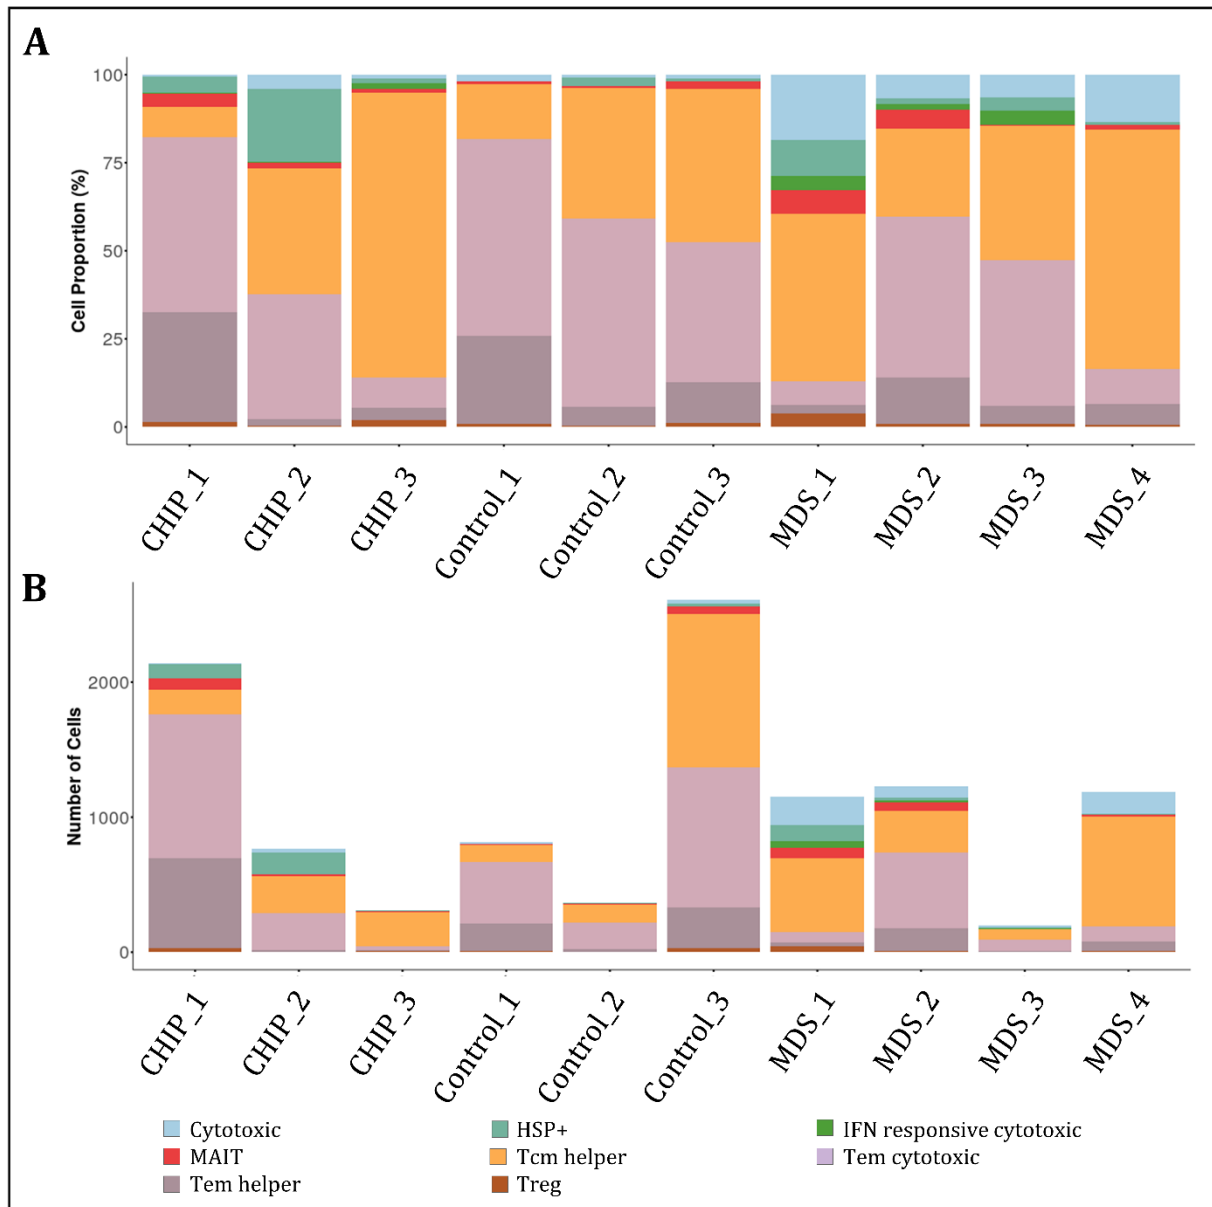 A
100
75
50
25
0
Cell Proportion (%)
CHIP_1 CHIP_2 CHIP_3 Control_1 Control_2 Control_3 MDS_1 MDS_2 MDS_3 MDS_4
B
2000
1000
0
Number of Cells
CHIP_1 CHIP_2 CHIP_3 Control_1 Control_2 Control_3 MDS_1 MDS_2 MDS_3 MDS_4
Cytotoxic HSP+ IFN responsive cytotoxic
MAIT Tcm helper Tem cytotoxic
Tem helper Treg